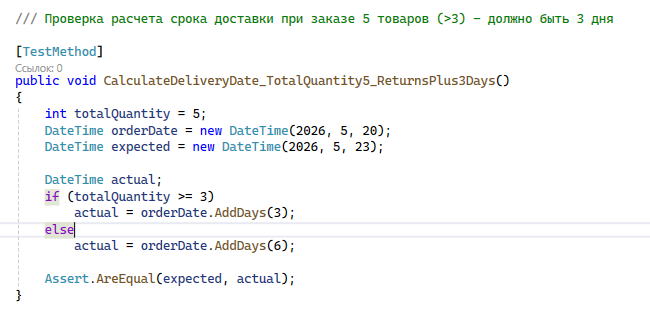 /// Проверка расчета срока доставки при заказе 5 товаров (>3) – должно быть 3 дня
[TestMethod]
Ссылок: 0
public void CalculateDeliveryDate_TotalQuantity5_ReturnsPlus3Days()
{
int totalQuantity = 5;
DateTime orderDate = new DateTime(2026, 5, 20);
DateTime expected = new DateTime(2026, 5, 23);
DateTime actual;
if (totalQuantity >= 3)
actual = orderDate.AddDays(3);
else
actual = orderDate.AddDays(6);
Assert.AreEqual(expected, actual);
}